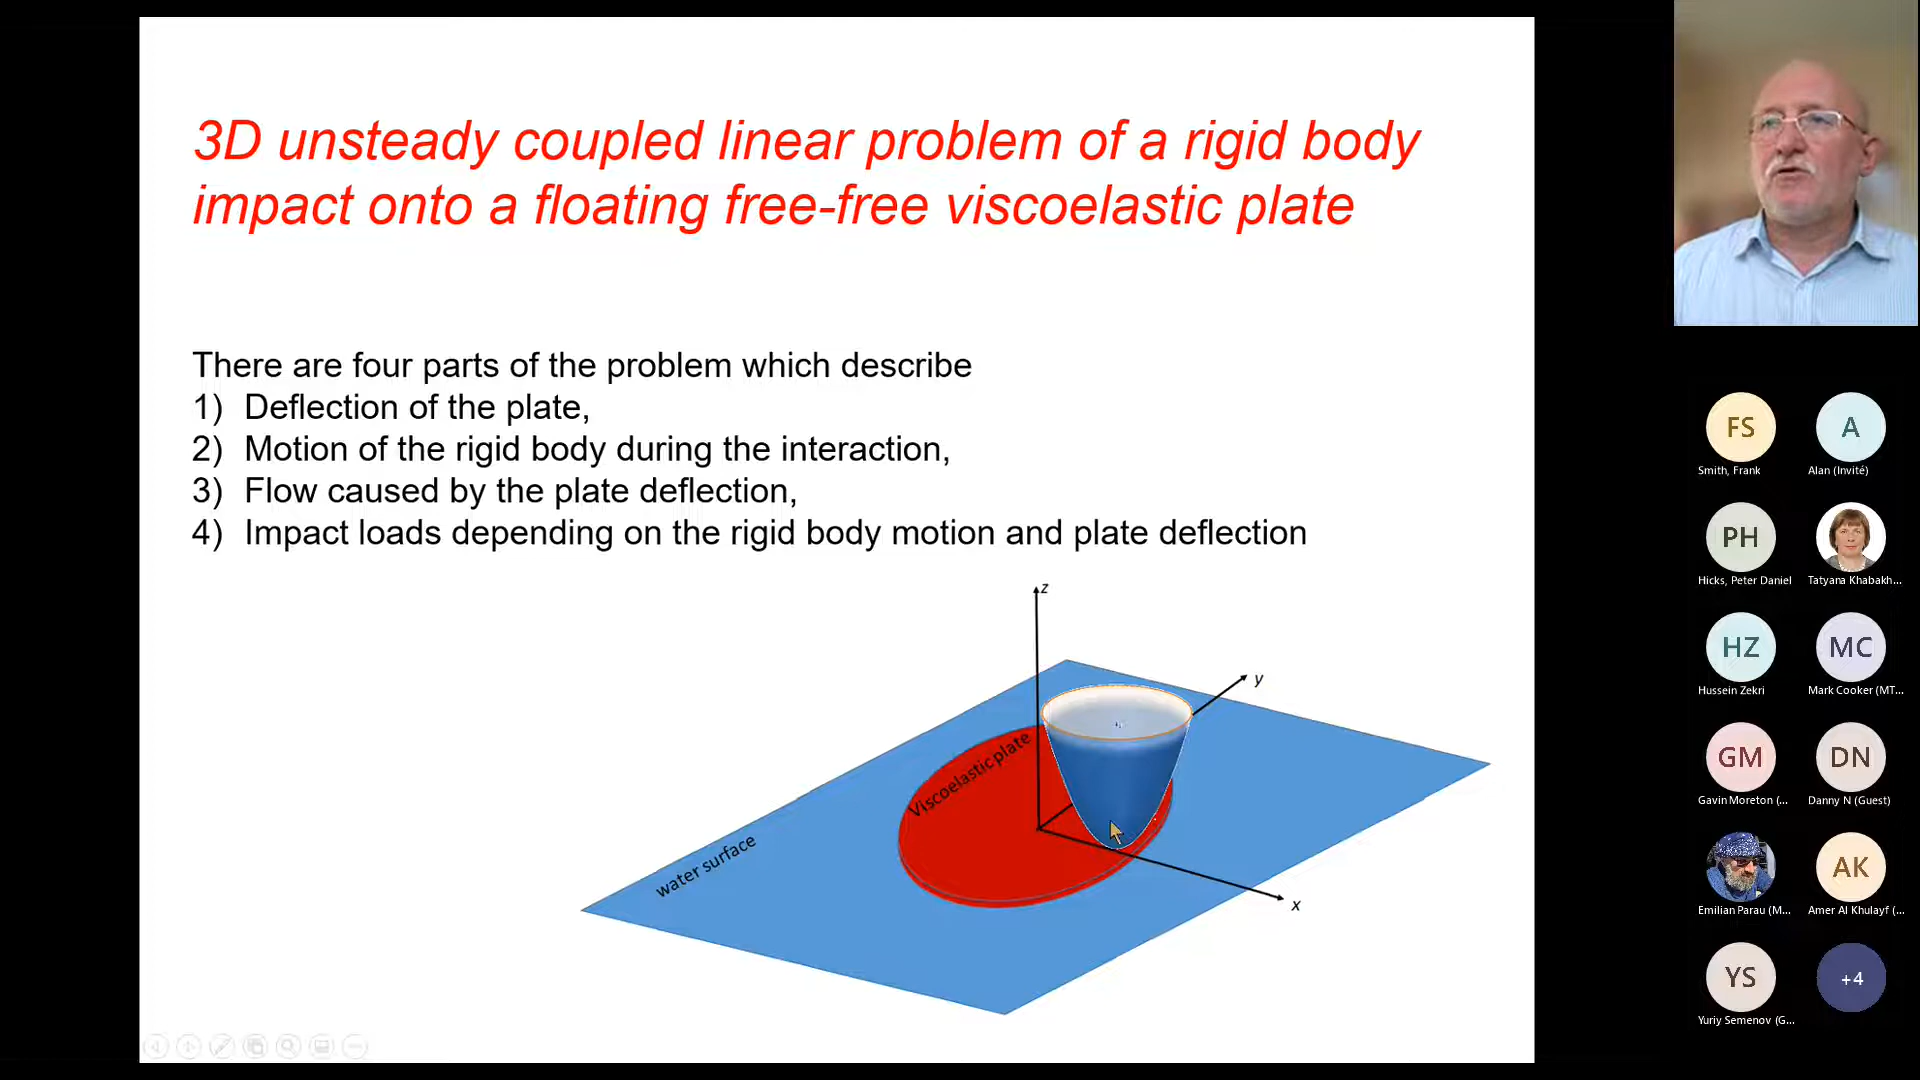 3D unsteady coupled linear problem of a rigid body
impact onto a floating free-free viscoelastic plate
There are four parts of the problem which describe
1) Deflection of the plate,
2) Motion of the rigid body during the interaction,
3) Flow caused by the plate deflection,
4) Impact loads depending on the rigid body motion and plate deflection
z
y
Viscoelastic plate
water surface
x
FS
Smith, Frank
A
Alan (Invité)
PH
Hicks, Peter Daniel
Tatyana Khabakh...
HZ
Hussein Zekri
MC
Mark Cooker (MT...
GM
Gavin Moreton (...
DN
Danny N (Guest)
Emilian Parau (M...
AK
Amer Al Khulayf (...
YS
Yuriy Semenov (G...
+4